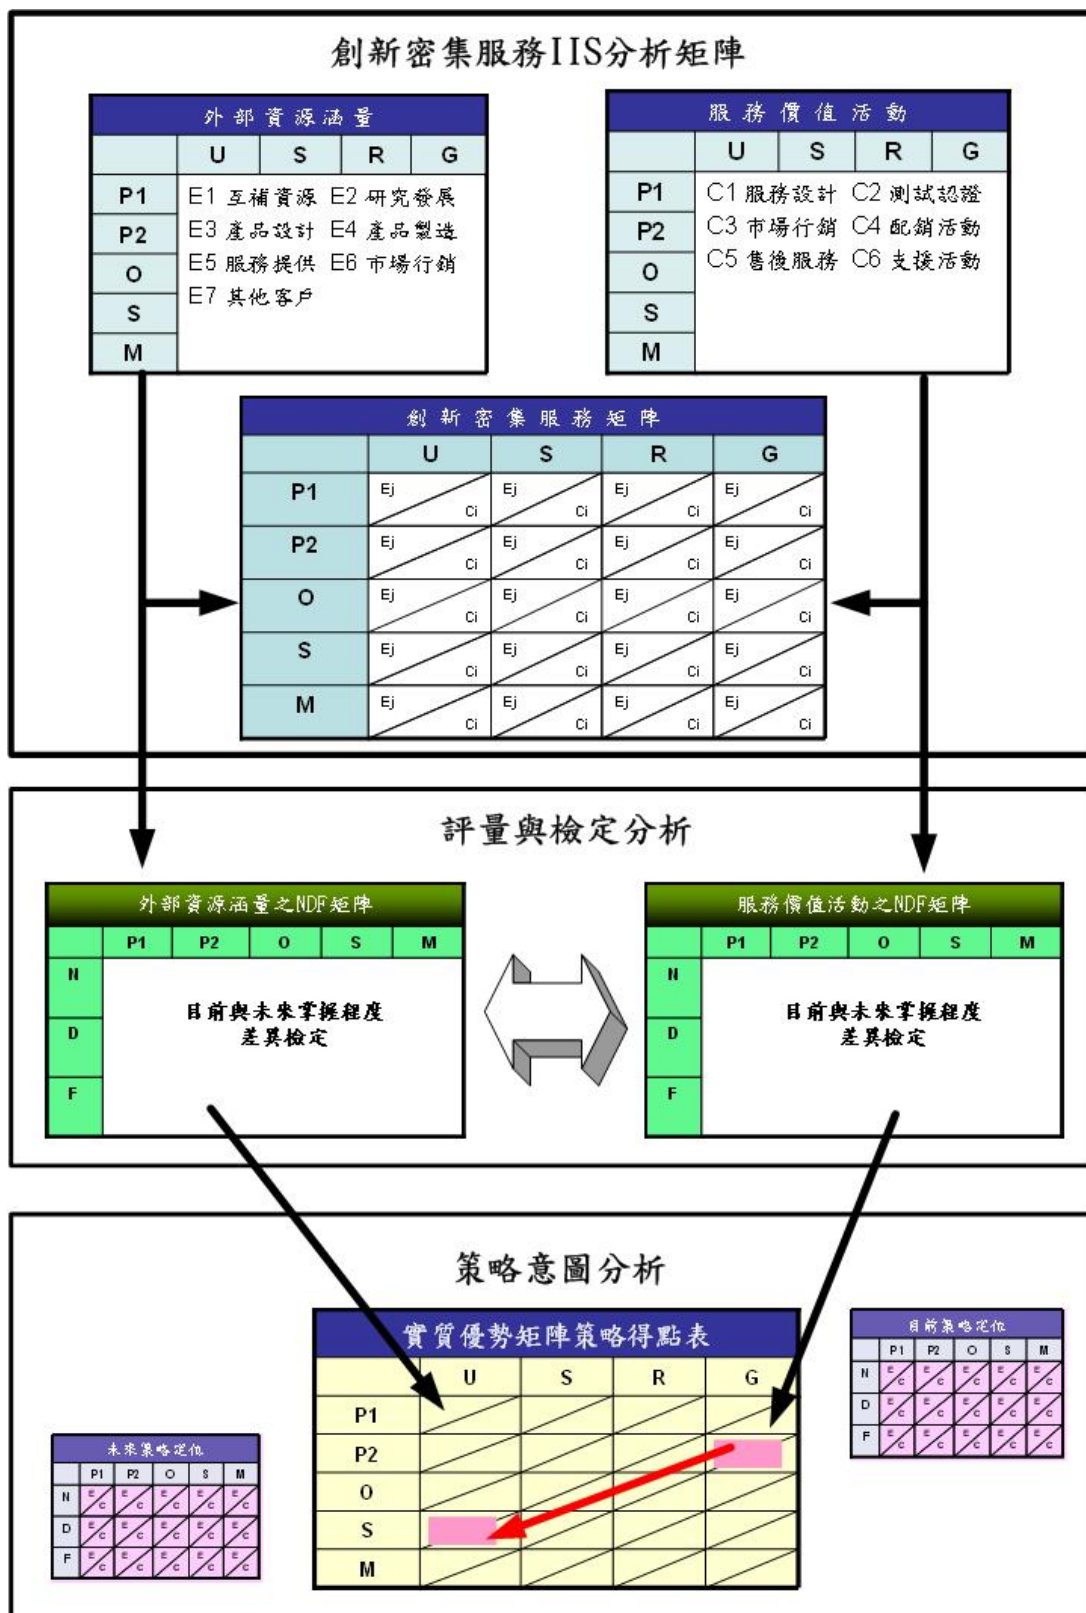 創新密集服務IIS分析矩陣
外部資源涵量
U S R G
P1
P2
O
S
M
E1 互補資源 E2 研究發展
E3 產品設計 E4 產品製造
E5 服務提供 E6 市場行銷
E7 其他客戶
服務價值活動
U S R G
P1
P2
O
S
M
C1 服務設計 C2 測試認證
C3 市場行銷 C4 配銷活動
C5 售後服務 C6 支援活動
創新密集服務矩陣
U S R G
P1 Ej Ci Ej Ci Ej Ci Ej Ci
P2 Ej Ci Ej Ci Ej Ci Ej Ci
O Ej Ci Ej Ci Ej Ci Ej Ci
S Ej Ci Ej Ci Ej Ci Ej Ci
M Ej Ci Ej Ci Ej Ci Ej Ci
評量與檢定分析
外部資源涵量之NDF矩陣
P1 P2 O S M
N
D
F
目前與未來掌握程度
差異檢定
服務價值活動之NDF矩陣
P1 P2 O S M
N
D
F
目前與未來掌握程度
差異檢定
策略意圖分析
實質優勢矩陣策略得點表
U S R G
P1
P2
O
S
M
目前策略定位
P1 P2 O S M
N E C E C E C E C E C
D E C E C E C E C E C
F E C E C E C E C E C
未來策略定位
P1 P2 O S M
N E C E C E C E C E C
D E C E C E C E C E C
F E C E C E C E C E C